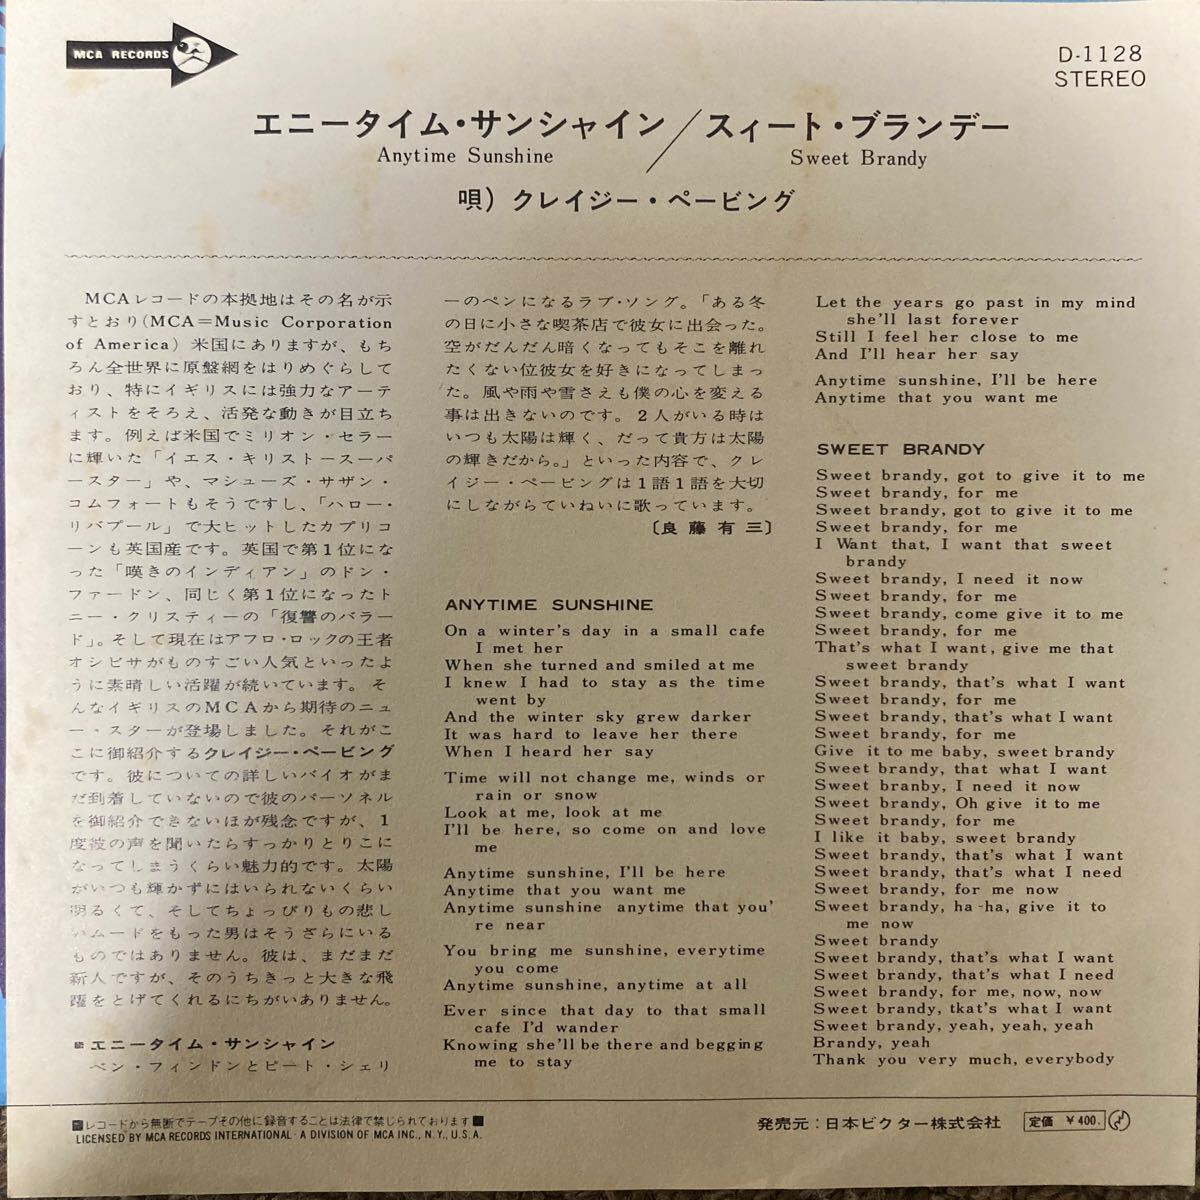 MCA RECORDS
D-1128
STEREO
エニータイム・サンシャイン／スィート・ブランデー
Anytime Sunshine
Sweet Brandy
唄）クレイジー・ペービング
MCAレコードの本拠地はその名が示
すとおり(MCA=Music Corporation
of America）米国にありますが、もち
ろん全世界に原盤網をはりめぐらして
おり、特にイギリスには強力なアーテ
ィストをそろえ、活発な動きが目立ち
ます。例えば米国でミリオン・セラー
に輝いた「イエス・キリスト―スーパ
ースター」や、マシューズ・サザン・
コムフォートもそうですし、「ハロー・
リバプール」で大ヒットしたカプリコ
ーンも英国産です。英国で第1位にな
った「嘆きのインディアン」のドン・
ファードン、同じく第1位になったト
ニー・クリスティーの「復讐のバラー
ド」。そして現在はアフロ・ロックの王者
オシビサがものすごい人気といったよ
うに素晴しい活躍が続いています。そ
んなイギリスのMCAから期待のニュ
ー・スターが登場しました。それがこ
こに御紹介するクレイジー・ペービング
です。彼についての詳しいバイオがま
だ到着していないので彼のパーソネル
を御紹介できないほが残念ですが、1
度彼の声を聞いたらすっかりとりこに
なってしまうくらい魅力的です。太陽
がいつも輝かずにはいられないくらい
明るくて、そしてちょっぴりもの悲し
いムードをもった男はそうざらにいる
ものではありません。彼は、まだまだ
新人ですが、そのうちきっと大きな飛
躍をとげてくれるにちがいありません。
エニータイム・サンシャイン
ベン・フィンドンとピート・シェリ
ーのペンになるラブ・ソング。「ある冬
の日に小さな喫茶店で彼女に出会った。
空がだんだん暗くなってもそこを離れ
たくない位彼女を好きになってしまっ
た。風や雨や雪さえも僕の心を変える
事は出きないのです。2人がいる時は
いつも太陽は輝く、だって貴方は太陽
の輝きだから。」といった内容で、クレ
イジー・ペービングは1語1語を大切
にしながらていねいに歌っています。
〔良藤有三〕
ANYTIME SUNSHINE
On a winter's day in a small cafe
I met her
When she turned and smiled at me
I knew I had to stay as the time
went by
And the winter sky grew darker
It was hard to leave her there
When I heard her say
Time will not change me, winds or
rain or snow
Look at me, look at me
I'll be here, so come on and love
me
Anytime sunshine, I'll be here
Anytime that you want me
Anytime sunshine anytime that you'
re near
You bring me sunshine, everytime
you come
Anytime sunshine, anytime at all
Ever since that day to that small
cafe I'd wander
Knowing she'll be there and begging
me to stay
Let the years go past in my mind
she'll last forever
Still I feel her close to me
And I'll hear her say
Anytime sunshine, I'll be here
Anytime that you want me
SWEET BRANDY
Sweet brandy, got to give it to me
Sweet brandy, for me
Sweet brandy, got to give it to me
Sweet brandy, for me
I Want that, I want that sweet
brandy
Sweet brandy, I need it now
Sweet brandy, for me
Sweet brandy, come give it to me
Sweet brandy, for me
That's what I want, give me that
sweet brandy
Sweet brandy, that's what I want
Sweet brandy, for me
Sweet brandy, that's what I want
Sweet brandy, for me
Give it to me baby, sweet brandy
Sweet brandy, that what I want
Sweet branby, I need it now
Sweet brandy, Oh give it to me
Sweet brandy, for me
I like it baby, sweet brandy
Sweet brandy, that's what I want
Sweet brandy, that's what I need
Sweet brandy, for me now
Sweet brandy, ha-ha, give it to
me now
Sweet brandy
Sweet brandy, that's what I want
Sweet brandy, that's what I need
Sweet brandy, for me, now, now
Sweet brandy, tkat's what I want
Sweet brandy, yeah, yeah, yeah
Brandy, yeah
Thank you very much, everybody
■レコードから無断でテープその他に録音することは法律で禁じられております■
LICENSED BY MCA RECORDS INTERNATIONAL·A DIVISION OF MCA INC., N.Y., U.S.A.
発売元：日本ビクター株式会社
定価 ￥400.